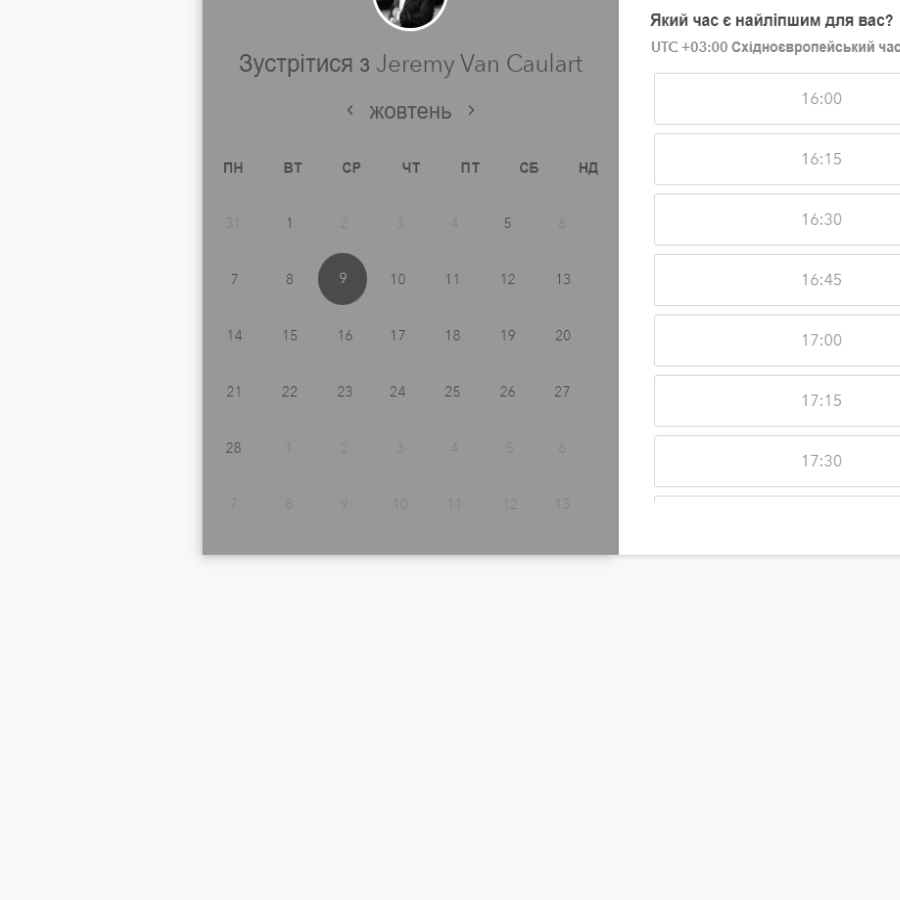 Зустрітися з Jeremy Van Caulart
жовтень
ПН ВТ СР ЧТ ПТ СБ НД
31 1 2 3 4 5 6
7 8 9 10 11 12 13
14 15 16 17 18 19 20
21 22 23 24 25 26 27
28 1 2 3 4 5 6
7 8 9 10 11 12 13
Який час є найліпшим для вас?
UTC +03:00 Східноєвропейський час
16:00
16:15
16:30
16:45
17:00
17:15
17:30